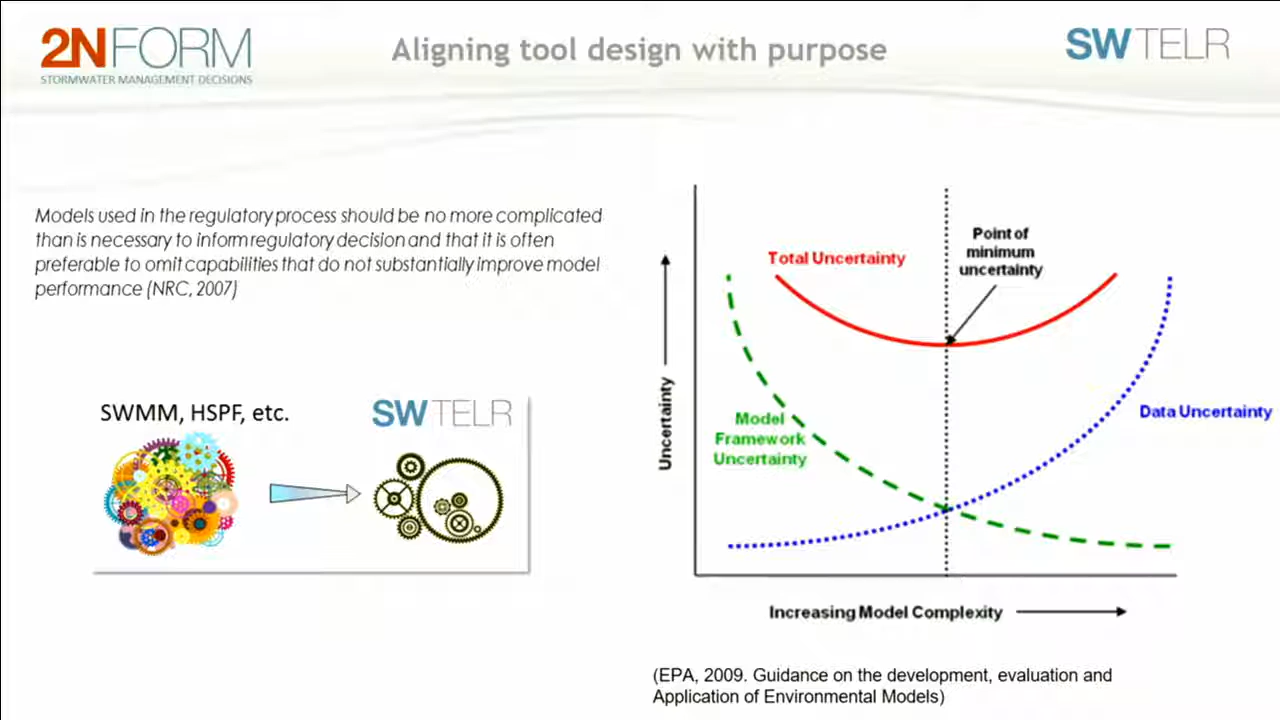 2NFORM
STORMWATER MANAGEMENT DECISIONS
Aligning tool design with purpose
SWTELR
Models used in the regulatory process should be no more complicated
than is necessary to inform regulatory decision and that it is often
preferable to omit capabilities that do not substantially improve model
performance (NRC, 2007)
SWMM, HSPF, etc.
SWTELR
Total Uncertainty
Point of
minimum
uncertainty
Uncertainty
Model
Framework
Uncertainty
Data Uncertainty
Increasing Model Complexity
(EPA, 2009. Guidance on the development, evaluation and
Application of Environmental Models)